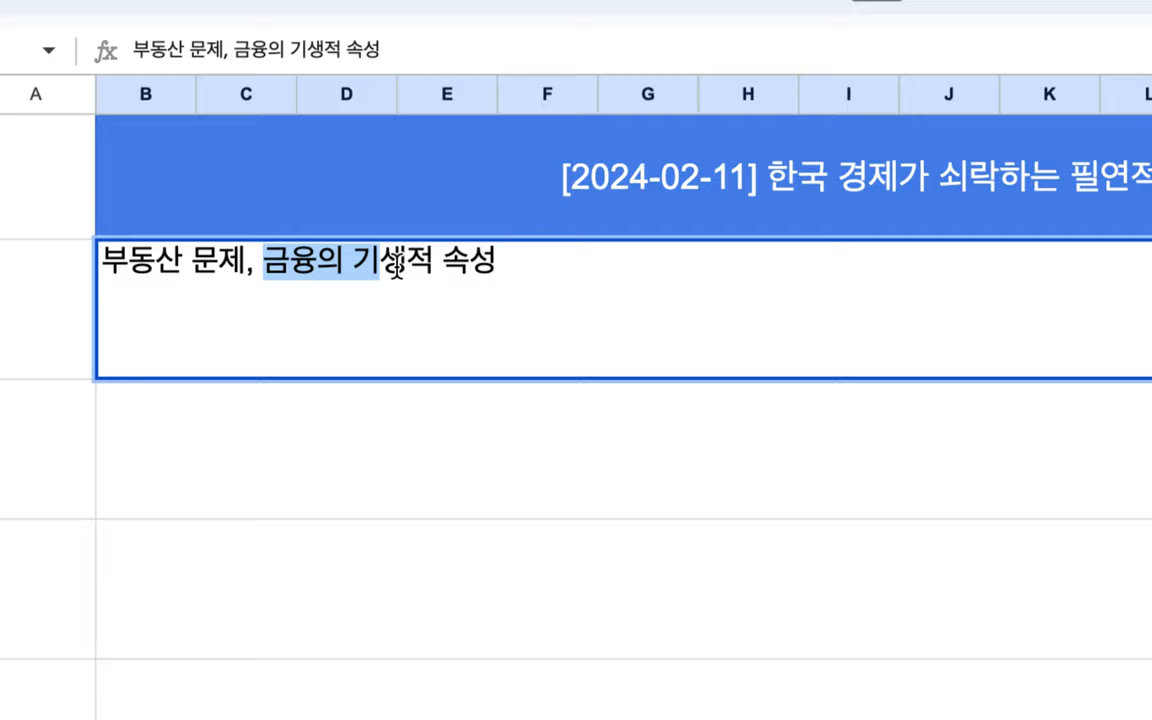 fx 부동산 문제, 금융의 기생적 속성
A B C D E F G H I J K L
[2024-02-11] 한국 경제가 쇠락하는 필연적
부동산 문제, 금융의 기생적 속성